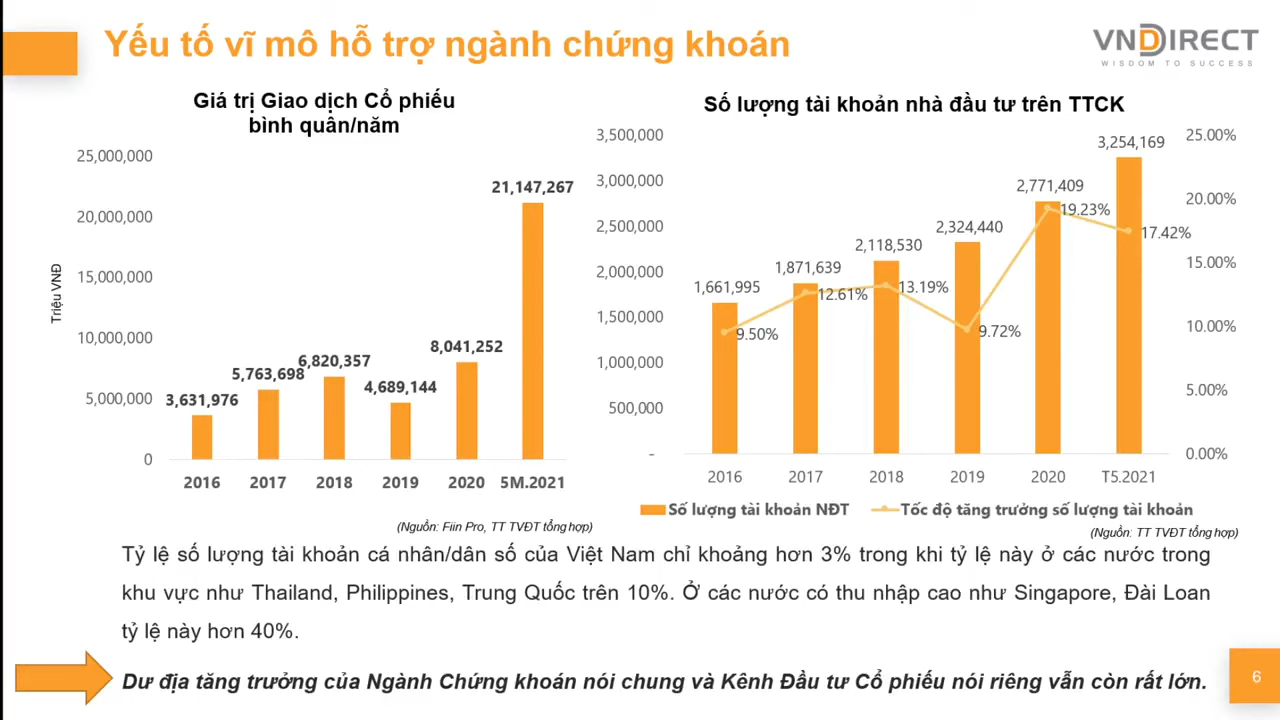 Yếu tố vĩ mô hỗ trợ ngành chứng khoán
VNDIRECT
WISDOM TO SUCCESS
Giá trị Giao dịch Cổ phiếu
bình quân/năm
Triệu VNĐ
25,000,000
20,000,000
15,000,000
10,000,000
5,000,000
0
3,631,976
5,763,698
6,820,357
4,689,144
8,041,252
21,147,267
2016 2017 2018 2019 2020 5M.2021
(Nguồn: Fiin Pro, TT TVĐT tổng hợp)
Số lượng tài khoản nhà đầu tư trên TTCK
3,500,000
3,000,000
2,500,000
2,000,000
1,500,000
1,000,000
500,000
-
1,661,995
1,871,639
2,118,530
2,324,440
2,771,409
3,254,169
9.50%
12.61%
13.19%
9.72%
19.23%
17.42%
25.00%
20.00%
15.00%
10.00%
5.00%
0.00%
2016 2017 2018 2019 2020 T5.2021
Số lượng tài khoản NĐT Tốc độ tăng trưởng số lượng tài khoản
(Nguồn: TT TVĐT tổng hợp)
Tỷ lệ số lượng tài khoản cá nhân/dân số của Việt Nam chỉ khoảng hơn 3% trong khi tỷ lệ này ở các nước trong
khu vực như Thailand, Philippines, Trung Quốc trên 10%. Ở các nước có thu nhập cao như Singapore, Đài Loan
tỷ lệ này hơn 40%.
Dư địa tăng trưởng của Ngành Chứng khoán nói chung và Kênh Đầu tư Cổ phiếu nói riêng vẫn còn rất lớn.
6